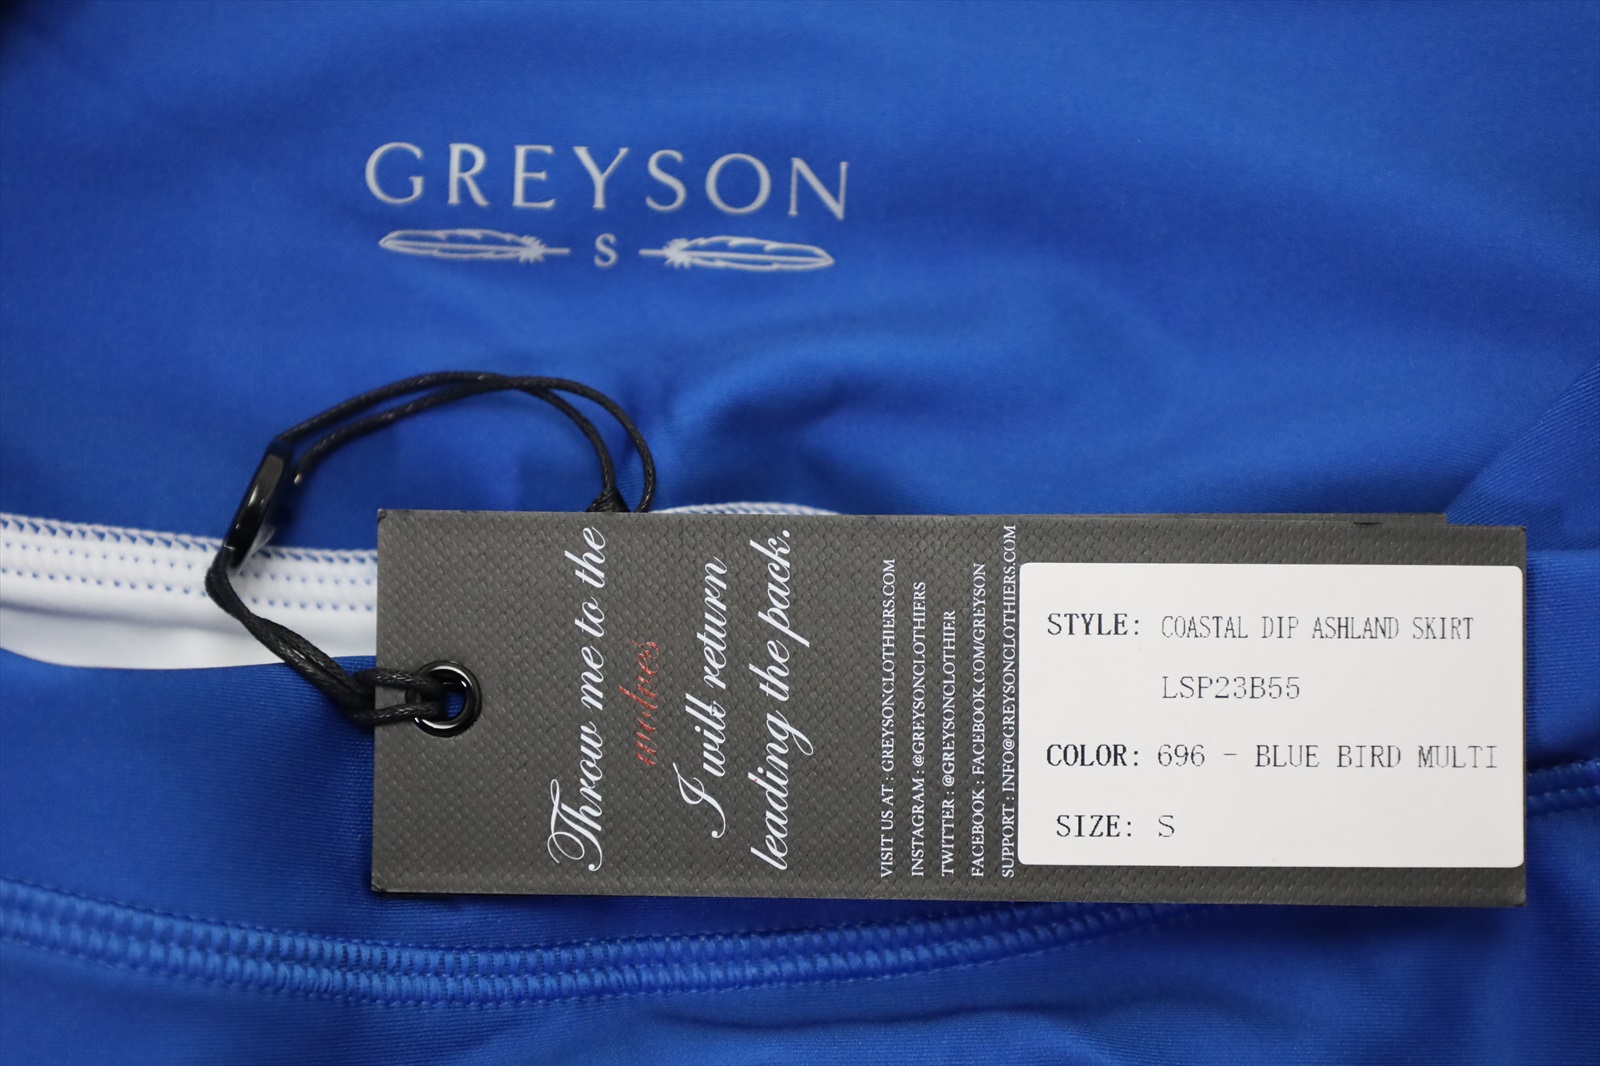 GREYSON
S
Throw me to the
wolves
I will return
leading the pack.
VISIT US AT : GREYSONCLOTHIERS.COM
INSTAGRAM : @GREYSONCLOTHIERS
TWITTER : @GREYSONCLOTHIER
FACEBOOK : FACEBOOK.COM/GREYSON
SUPPORT : INFO@GREYSONCLOTHIERS.COM
STYLE: COASTAL DIP ASHLAND SKIRT
LSP23B55
COLOR: 696 - BLUE BIRD MULTI
SIZE: S